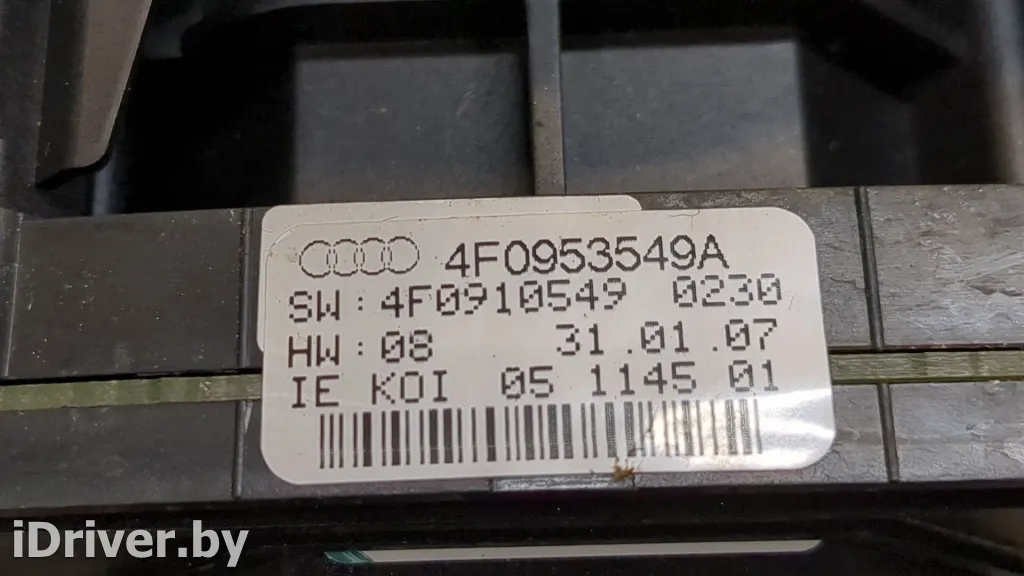 4F0953549A
SW:4F0910549 0230
HW:08 31.01.07
IE KOI 05 1145 01
iDriver.by